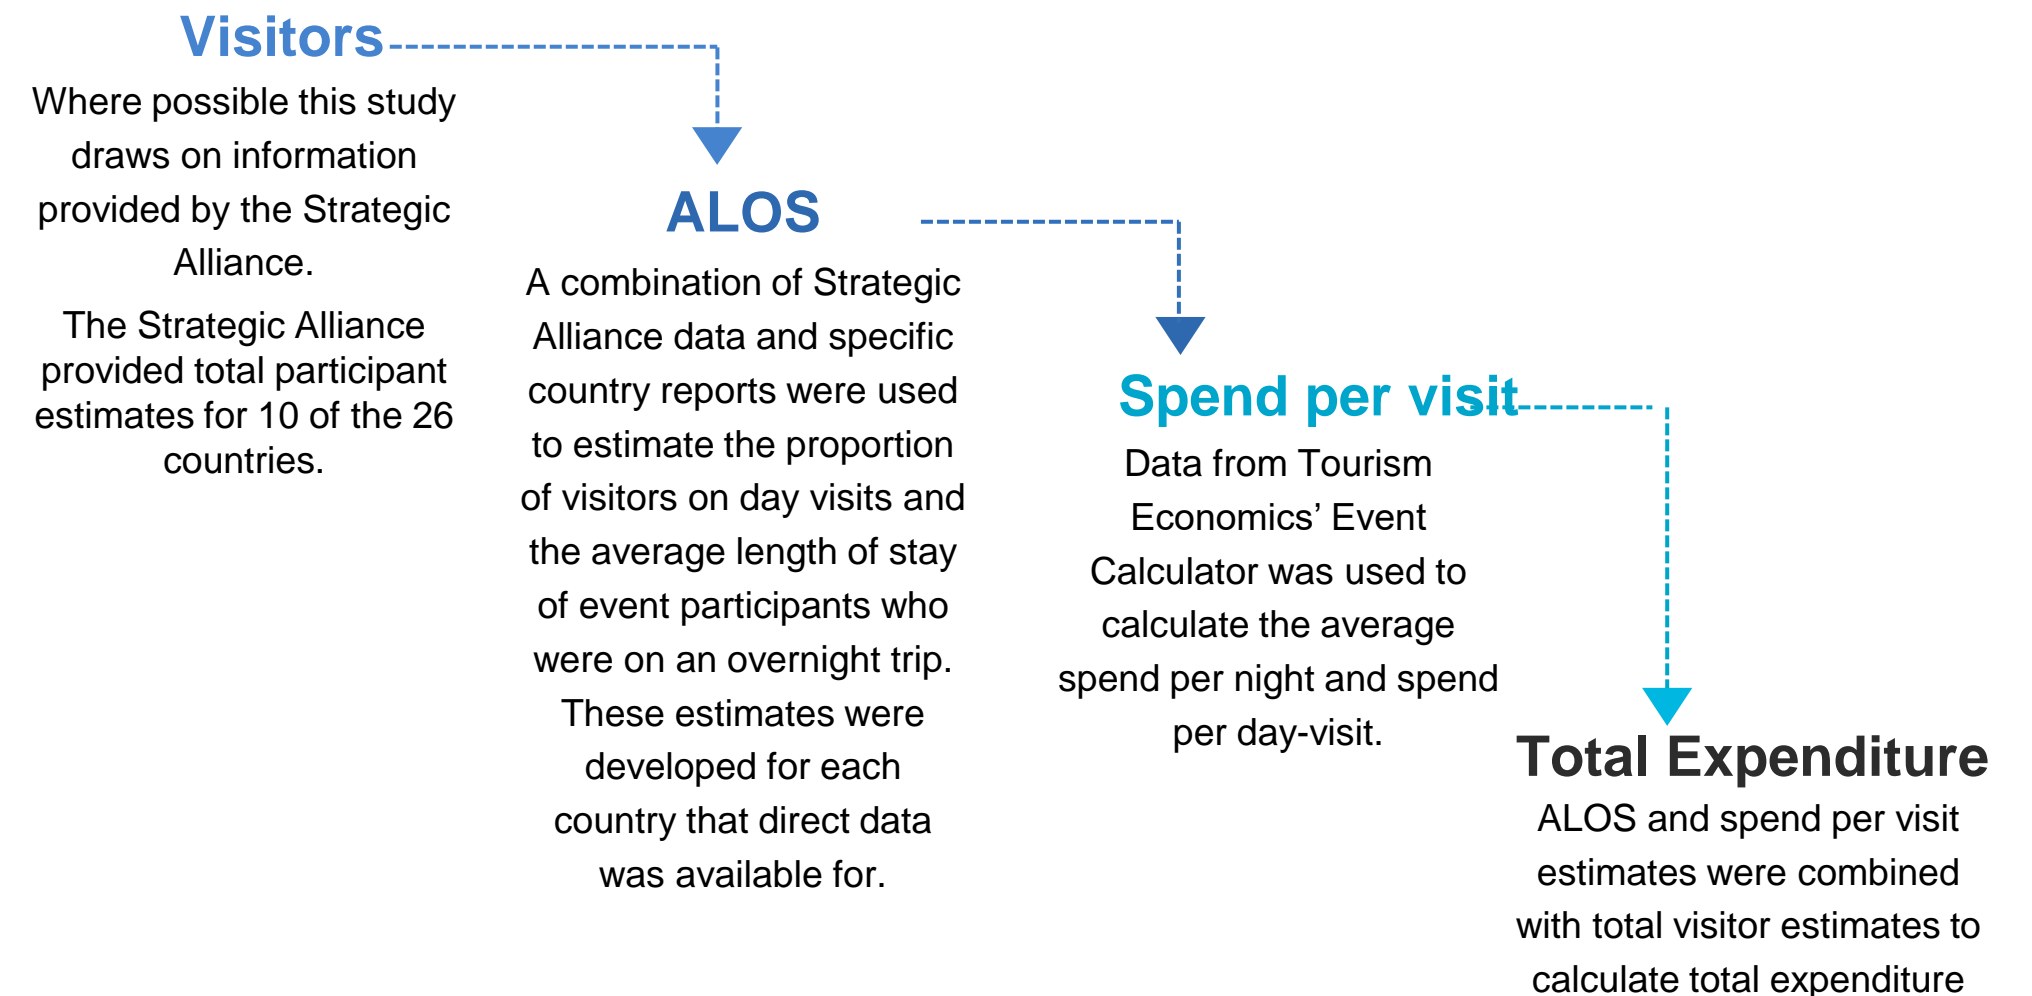 Visitors
Where possible this study
draws on information
provided by the Strategic
Alliance.
The Strategic Alliance
provided total participant
estimates for 10 of the 26
countries.
ALOS
A combination of Strategic
Alliance data and specific
country reports were used
to estimate the proportion
of visitors on day visits and
the average length of stay
of event participants who
were on an overnight trip.
These estimates were
developed for each
country that direct data
was available for.
Spend per visit
Data from Tourism
Economics’ Event
Calculator was used to
calculate the average
spend per night and spend
per day-visit.
Total Expenditure
ALOS and spend per visit
estimates were combined
with total visitor estimates to
calculate total expenditure